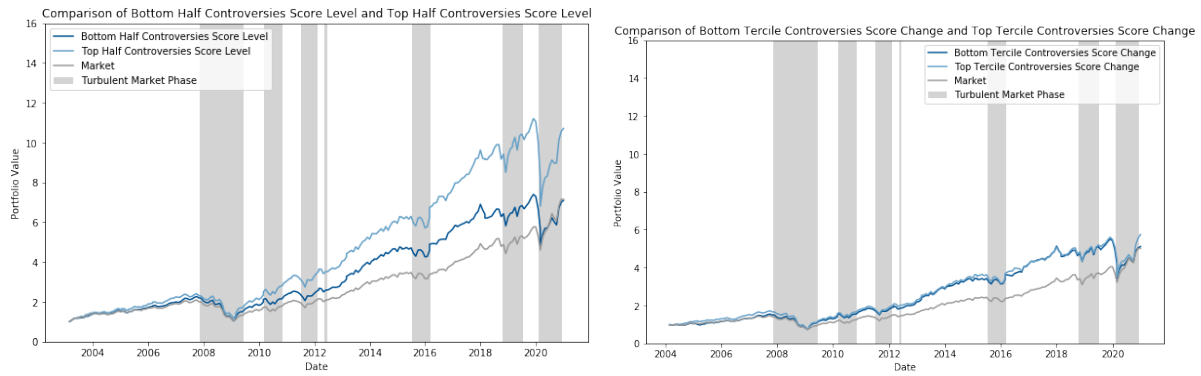 Comparison of Bottom Half Controversies Score Level and Top Half Controversies Score Level
16
14
12
10
8
6
4
2
0
Portfolio Value
Bottom Half Controversies Score Level
Top Half Controversies Score Level
Market
Turbulent Market Phase
2004 2006 2008 2010 2012 2014 2016 2018 2020
Date
Comparison of Bottom Tercile Controversies Score Change and Top Tercile Controversies Score Change
16
14
12
10
8
6
4
2
0
Portfolio Value
Bottom Tercile Controversies Score Change
Top Tercile Controversies Score Change
Market
Turbulent Market Phase
2004 2006 2008 2010 2012 2014 2016 2018 2020
Date